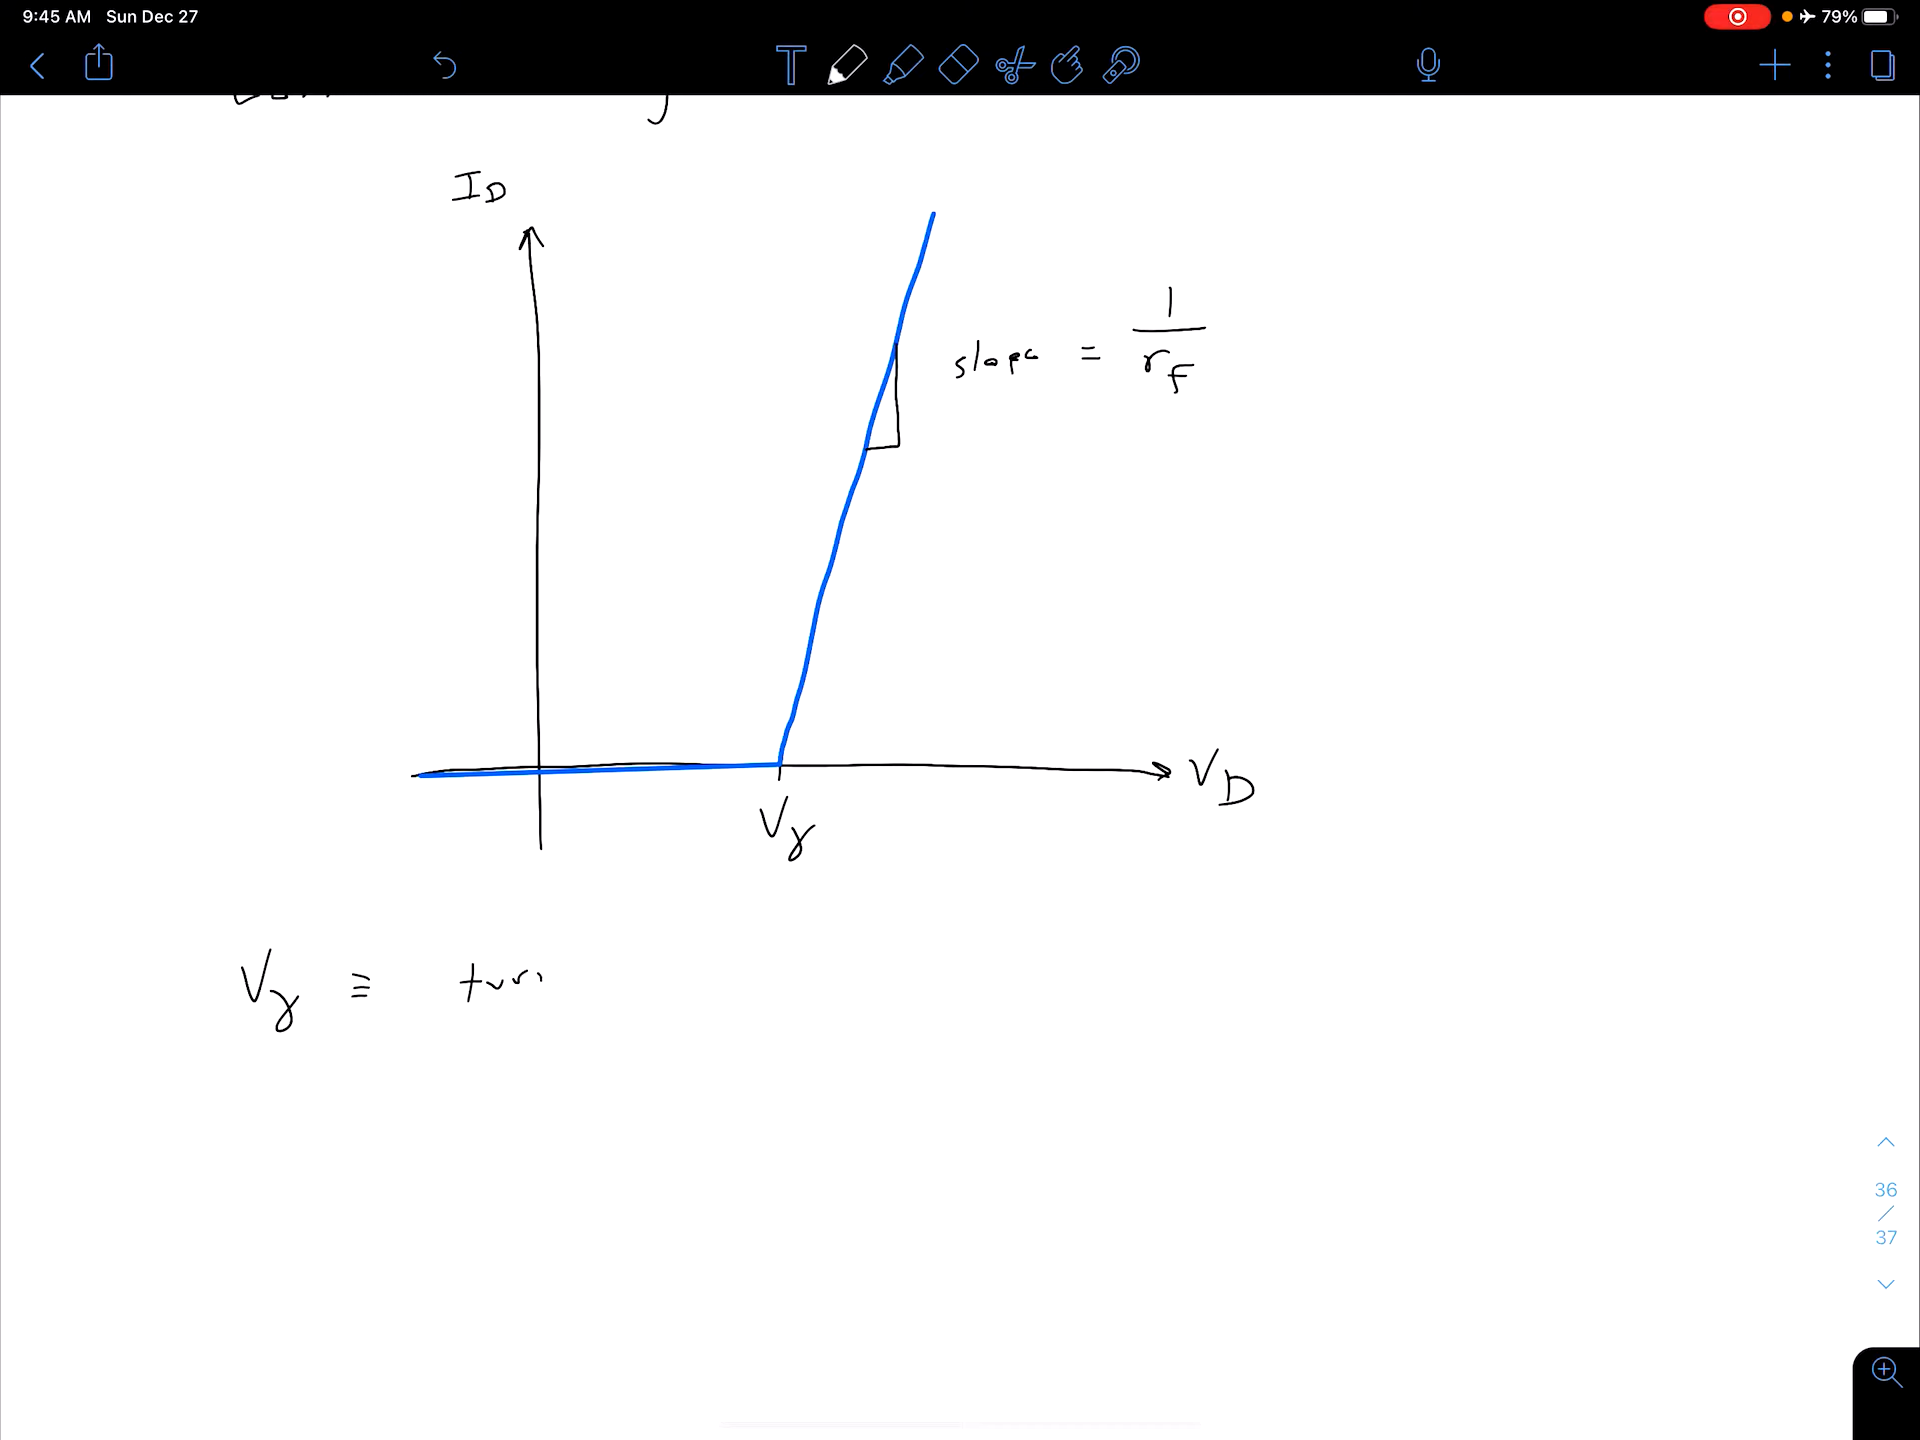 9:45 AM Sun Dec 27
79%
T
I_D
slope = 1/r_f
V_D
V_γ
V_γ ≡ turn
36
/
37